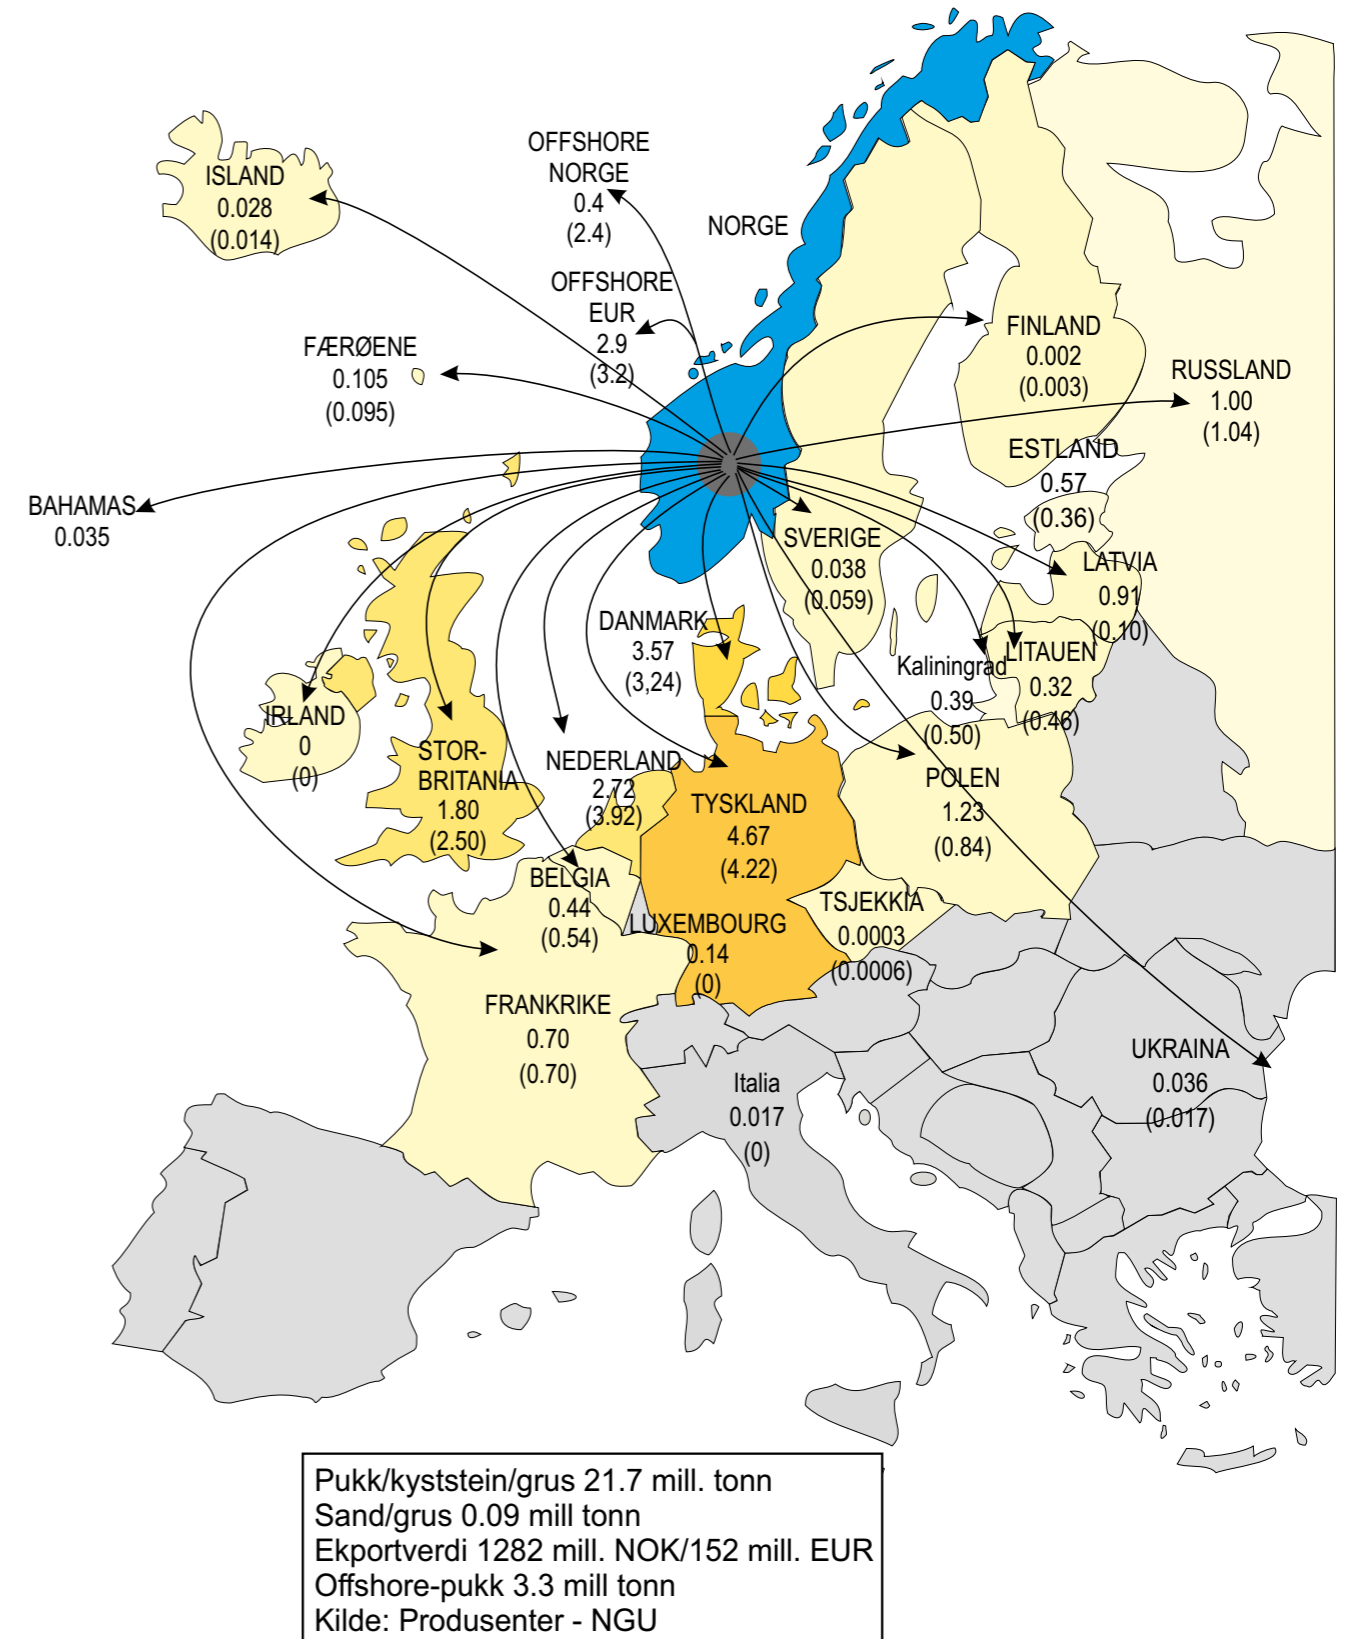 OFFSHORE
NORGE
0.4
(2.4)
ISLAND
0.028
(0.014)
NORGE
OFFSHORE
EUR
2.9
(3.2)
FÆRØENE
0.105
(0.095)
FINLAND
0.002
(0.003)
RUSSLAND
1.00
(1.04)
ESTLAND
0.57
(0.36)
BAHAMAS
0.035
SVERIGE
0.038
(0.059)
LATVIA
0.91
(0.10)
DANMARK
3.57
(3,24)
Kaliningrad
0.39
(0.50)
LITAUEN
0.32
(0.46)
IRLAND
0
(0)
STOR-
BRITANIA
1.80
(2.50)
NEDERLAND
2.72
(3.92)
TYSKLAND
4.67
(4.22)
POLEN
1.23
(0.84)
BELGIA
0.44
(0.54)
LUXEMBOURG
0.14
(0)
TSJEKKIA
0.0003
(0.0006)
FRANKRIKE
0.70
(0.70)
UKRAINA
0.036
(0.017)
Italia
0.017
(0)
Pukk/kyststein/grus 21.7 mill. tonn
Sand/grus 0.09 mill tonn
Ekportverdi 1282 mill. NOK/152 mill. EUR
Offshore-pukk 3.3 mill tonn
Kilde: Produsenter - NGU